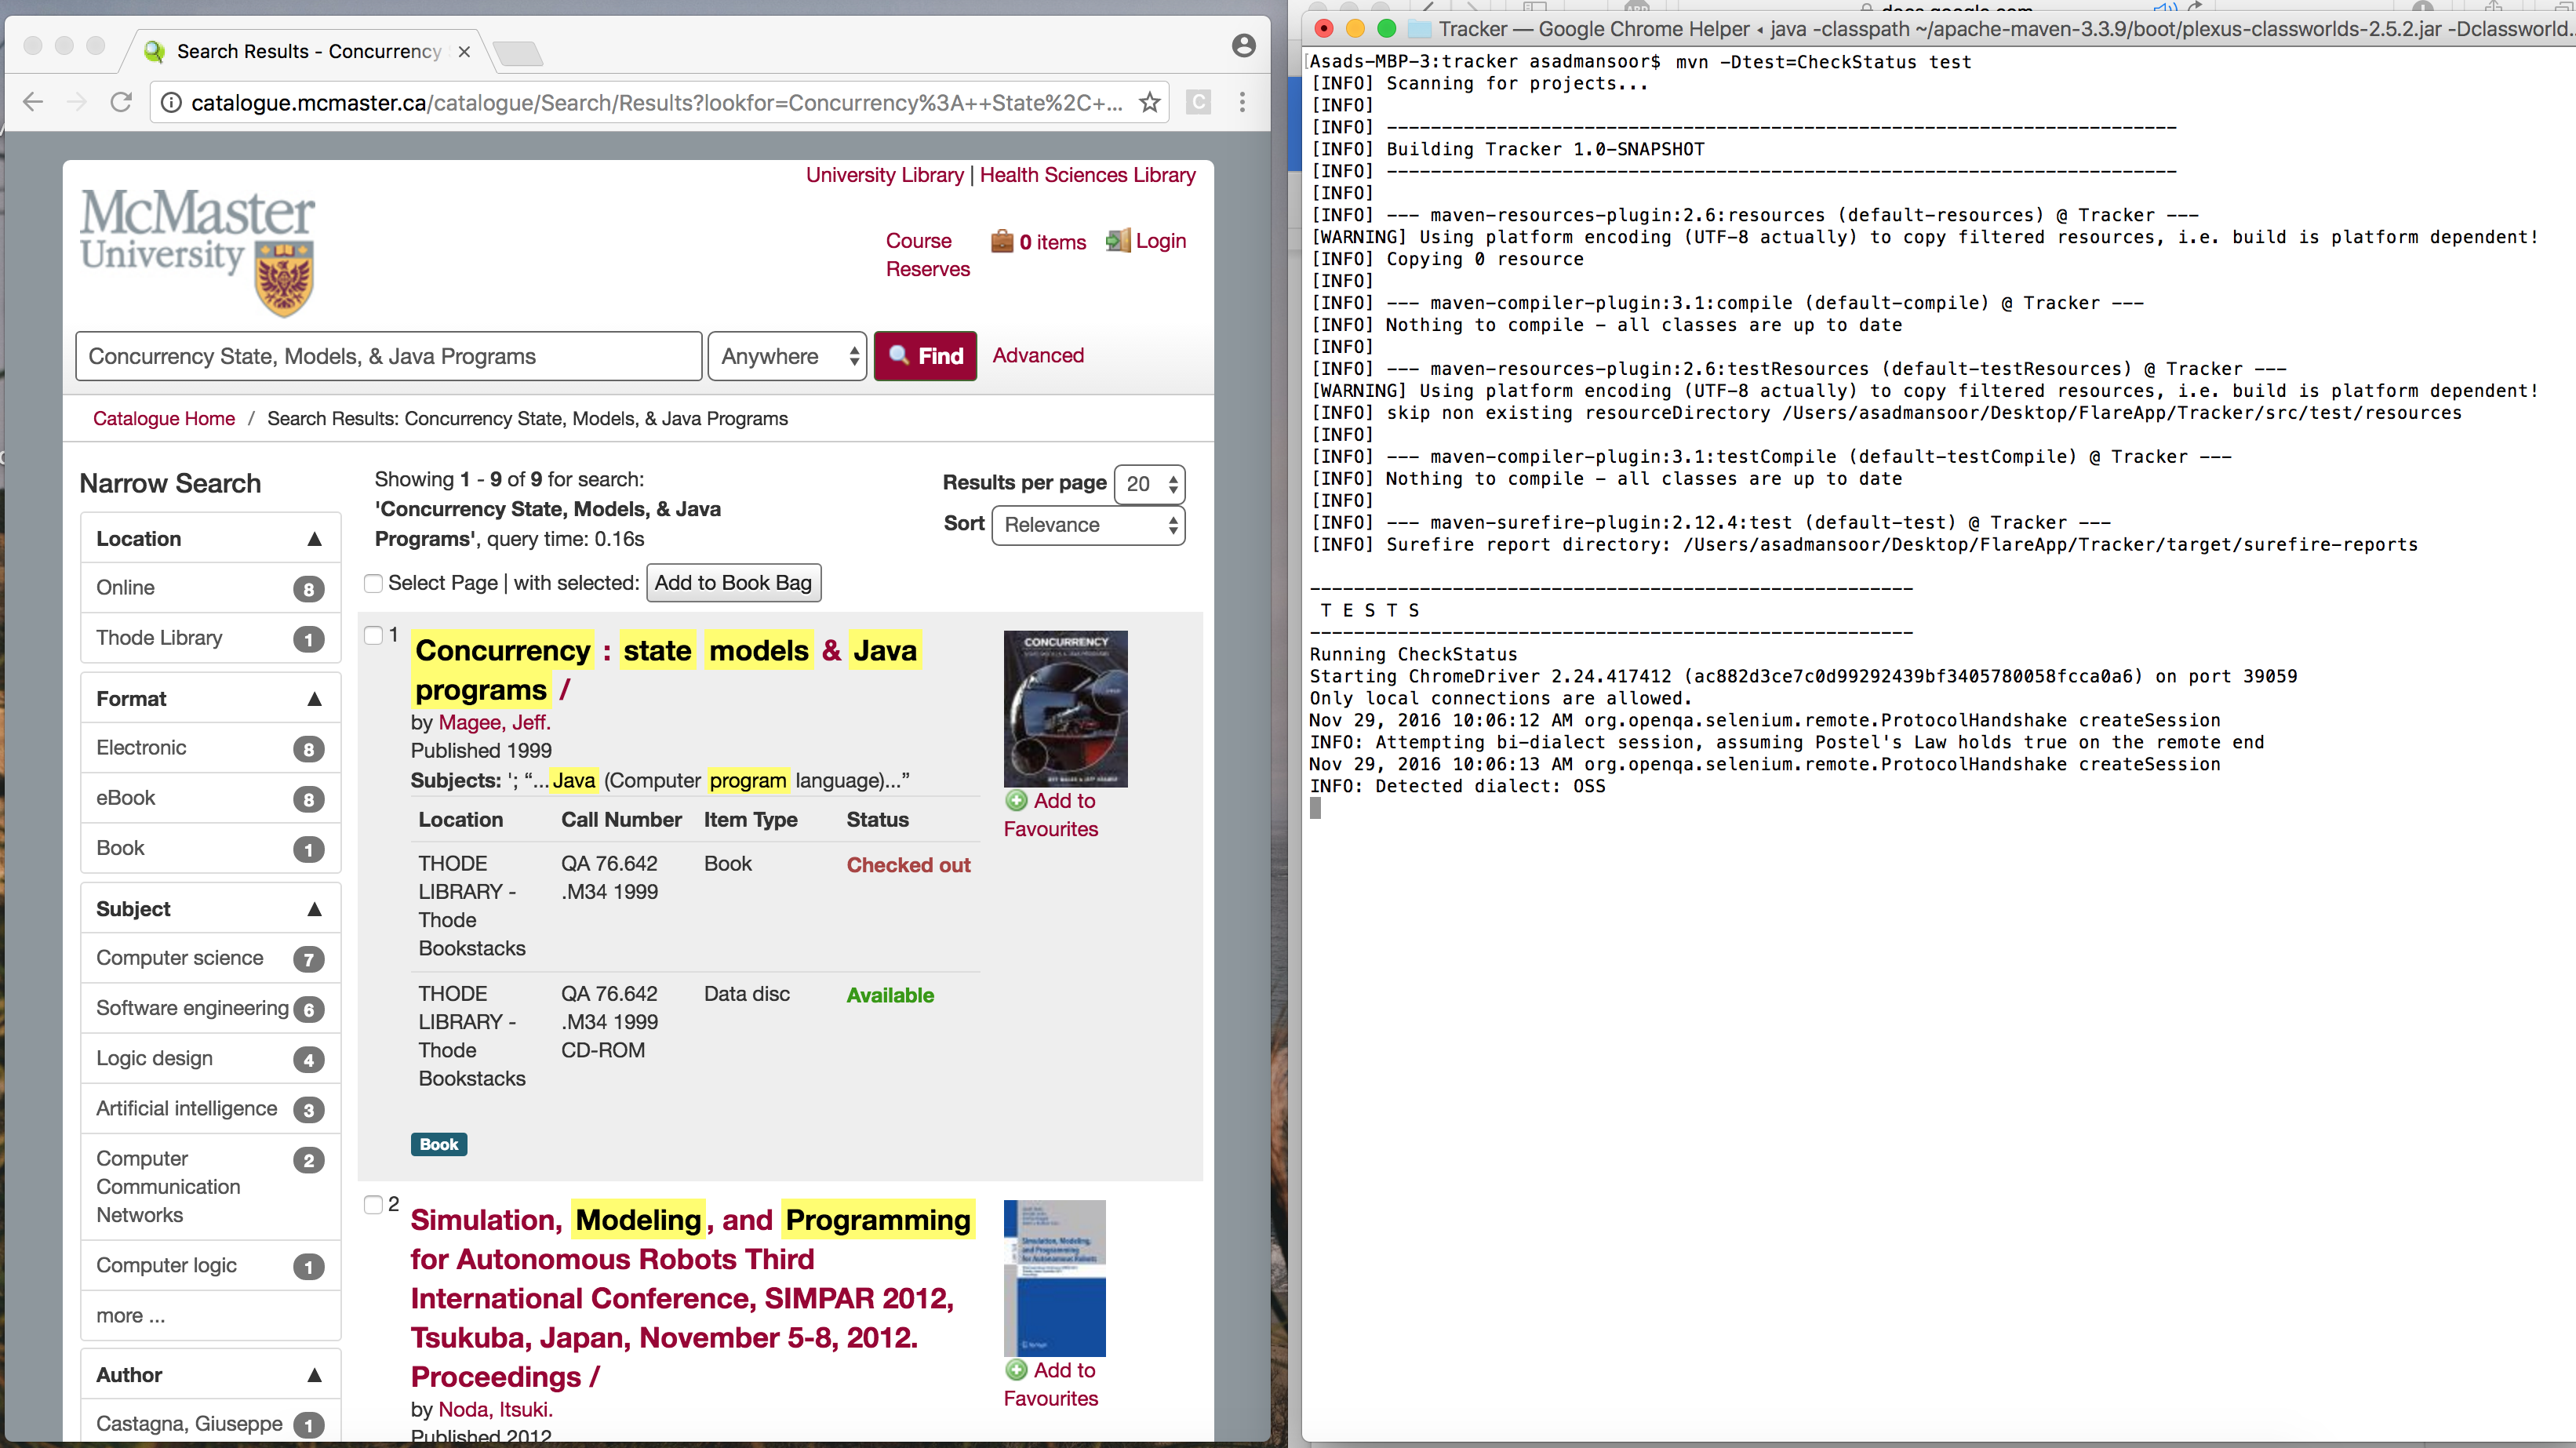 Search Results - Concurrency
catalogue.mcmaster.ca/catalogue/Search/Results?lookfor=Concurrency%3A++State%2C+...
University Library | Health Sciences Library
McMaster
University
Course
Reserves
0 items
Login
Concurrency State, Models, & Java Programs
Anywhere
Find
Advanced
Catalogue Home / Search Results: Concurrency State, Models, & Java Programs
Narrow Search
Location ▲
Online 8
Thode Library 1
Format ▲
Electronic 8
eBook 8
Book 1
Subject ▲
Computer science 7
Software engineering 6
Logic design 4
Artificial intelligence 3
Computer 2
Communication
Networks
Computer logic 1
more ...
Author ▲
Castagna, Giuseppe 1
Showing 1 - 9 of 9 for search:
'Concurrency State, Models, & Java
Programs', query time: 0.16s
Results per page 20
Sort Relevance
Select Page | with selected: Add to Book Bag
1
Concurrency : state models & Java
programs /
by Magee, Jeff.
Published 1999
Subjects: '; “...Java (Computer program language)...”
Location Call Number Item Type Status
THODE QA 76.642 Book Checked out
LIBRARY - .M34 1999
Thode
Bookstacks
THODE QA 76.642 Data disc Available
LIBRARY - .M34 1999
Thode CD-ROM
Bookstacks
Book
CONCURRENCY
Add to
Favourites
2
Simulation, Modeling, and Programming
for Autonomous Robots Third
International Conference, SIMPAR 2012,
Tsukuba, Japan, November 5-8, 2012.
Proceedings /
by Noda, Itsuki.
Published 2012
Simulation, Modeling,
and Programming
for Autonomous Robots
Add to
Favourites
docs.google.com
Tracker — Google Chrome Helper ◂ java -classpath ~/apache-maven-3.3.9/boot/plexus-classworlds-2.5.2.jar -Dclassworld...
Asads-MBP-3:tracker asadmansoor$ mvn -Dtest=CheckStatus test
[INFO] Scanning for projects...
[INFO]
[INFO] ------------------------------------------------------------------------
[INFO] Building Tracker 1.0-SNAPSHOT
[INFO] ------------------------------------------------------------------------
[INFO]
[INFO] --- maven-resources-plugin:2.6:resources (default-resources) @ Tracker ---
[WARNING] Using platform encoding (UTF-8 actually) to copy filtered resources, i.e. build is platform dependent!
[INFO] Copying 0 resource
[INFO]
[INFO] --- maven-compiler-plugin:3.1:compile (default-compile) @ Tracker ---
[INFO] Nothing to compile - all classes are up to date
[INFO]
[INFO] --- maven-resources-plugin:2.6:testResources (default-testResources) @ Tracker ---
[WARNING] Using platform encoding (UTF-8 actually) to copy filtered resources, i.e. build is platform dependent!
[INFO] skip non existing resourceDirectory /Users/asadmansoor/Desktop/FlareApp/Tracker/src/test/resources
[INFO]
[INFO] --- maven-compiler-plugin:3.1:testCompile (default-testCompile) @ Tracker ---
[INFO] Nothing to compile - all classes are up to date
[INFO]
[INFO] --- maven-surefire-plugin:2.12.4:test (default-test) @ Tracker ---
[INFO] Surefire report directory: /Users/asadmansoor/Desktop/FlareApp/Tracker/target/surefire-reports
-------------------------------------------------------
T E S T S
-------------------------------------------------------
Running CheckStatus
Starting ChromeDriver 2.24.417412 (ac882d3ce7c0d99292439bf3405780058fcca0a6) on port 39059
Only local connections are allowed.
Nov 29, 2016 10:06:12 AM org.openqa.selenium.remote.ProtocolHandshake createSession
INFO: Attempting bi-dialect session, assuming Postel's Law holds true on the remote end
Nov 29, 2016 10:06:13 AM org.openqa.selenium.remote.ProtocolHandshake createSession
INFO: Detected dialect: OSS